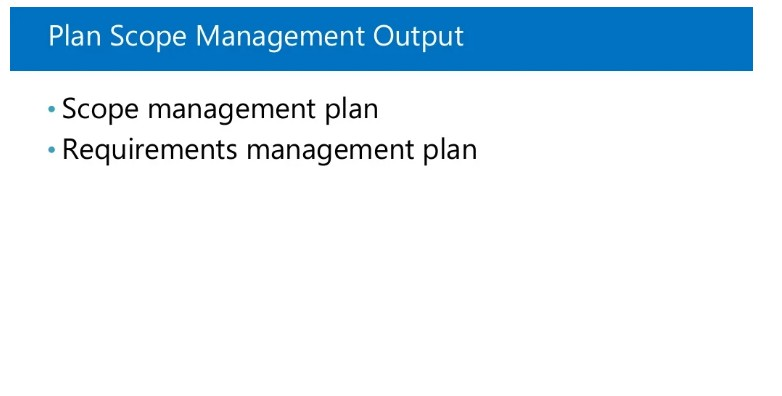 Plan Scope Management Output
• Scope management plan
• Requirements management plan